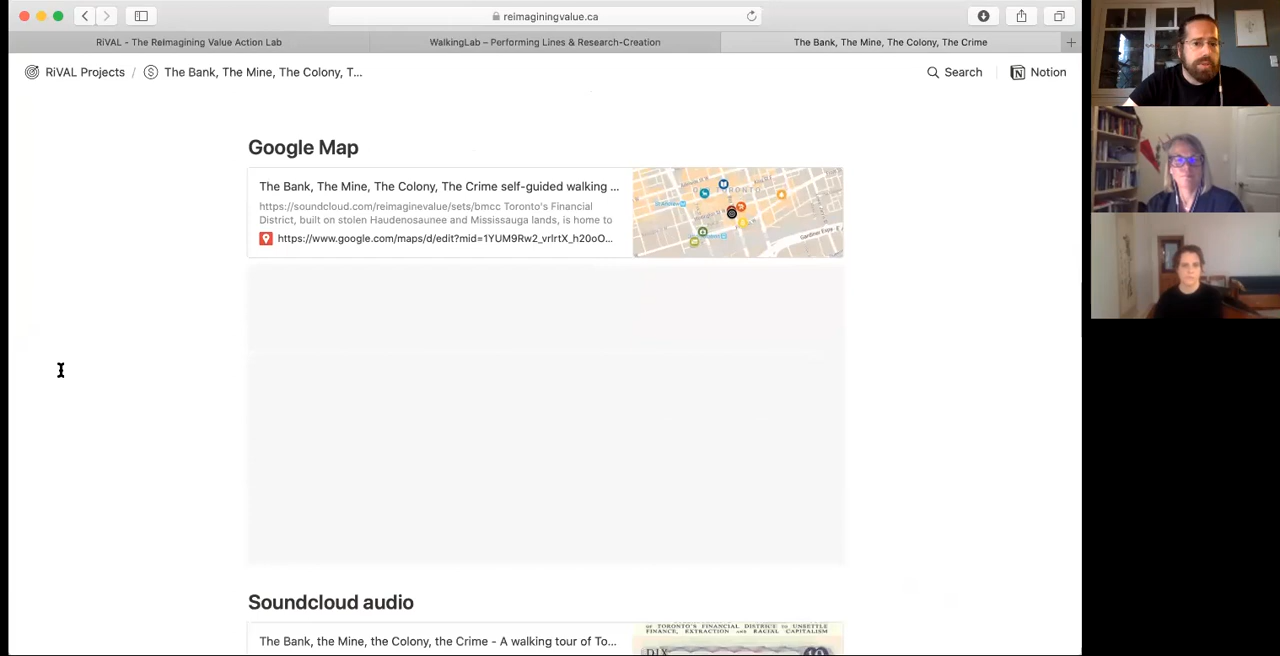 reimaginingvalue.ca
RiVAL - The ReImagining Value Action Lab
WalkingLab – Performing Lines & Research-Creation
The Bank, The Mine, The Colony, The Crime
RiVAL Projects / The Bank, The Mine, The Colony, T...
Search
Notion
Google Map
The Bank, The Mine, The Colony, The Crime self-guided walking ...
https://soundcloud.com/reimaginevalue/sets/bmcc Toronto's Financial
District, built on stolen Haudenosaunee and Mississauga lands, is home to
https://www.google.com/maps/d/edit?mid=1YUM9Rw2_vrlrtX_h20oO...
Soundcloud audio
The Bank, the Mine, the Colony, the Crime - A walking tour of To...
OF TORONTO'S FINANCIAL DISTRICT TO UNSETTLE
FINANCE, EXTRACTION AND RACIAL CAPITALISM
DIX